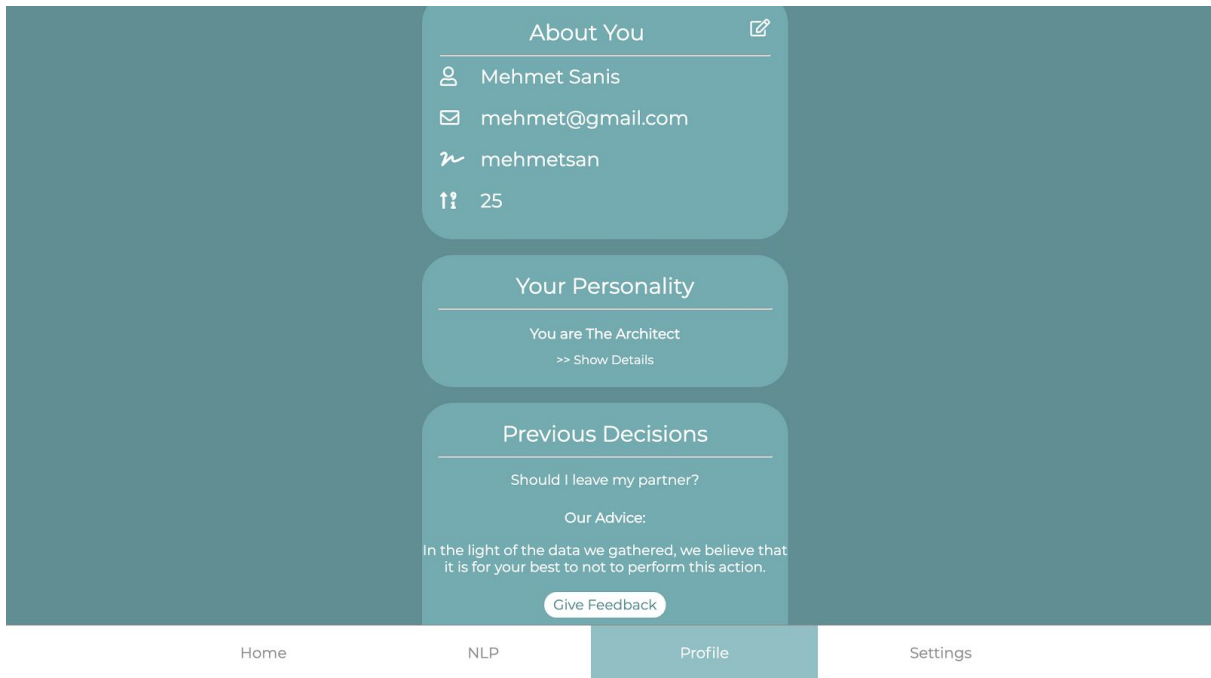 About You
Mehmet Sanis
mehmet@gmail.com
mehmetsan
25
Your Personality
You are The Architect
>> Show Details
Previous Decisions
Should I leave my partner?
Our Advice:
In the light of the data we gathered, we believe that
it is for your best to not to perform this action.
Give Feedback
Home
NLP
Profile
Settings